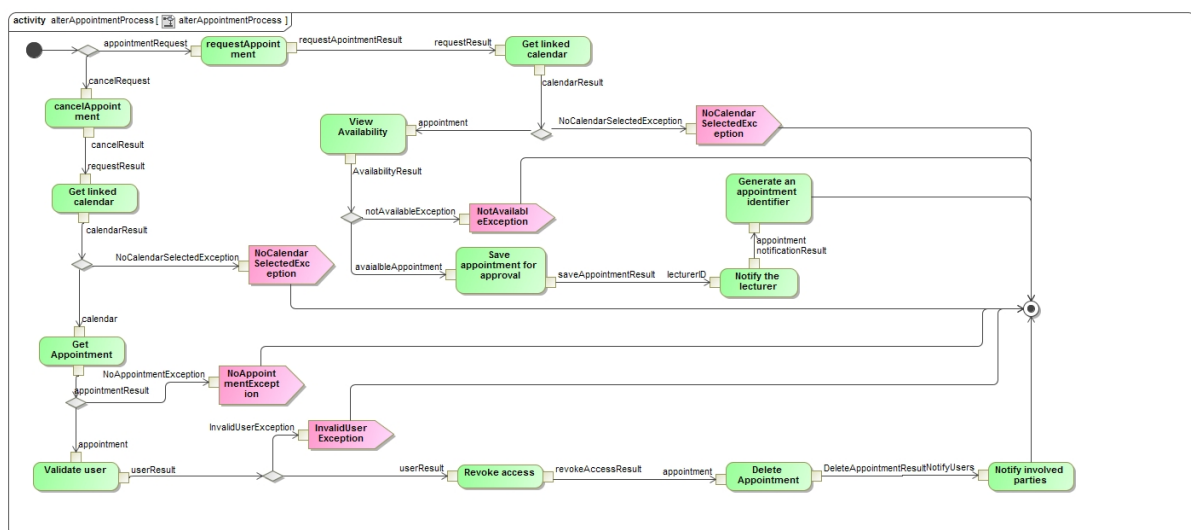 activity alterAppointmentProcess [ alterAppointmentProcess ]
appointmentRequest
requestAppoint
ment
requestApointmentResult
requestResult
Get linked
calendar
cancelRequest
calendarResult
cancelAppoint
ment
View
Availability
appointment
NoCalendarSelectedException
NoCalendar
SelectedExc
eption
cancelResult
requestResult
AvailabilityResult
Get linked
calendar
Generate an
appointment
identifier
notAvailableException
NotAvailabl
eException
calendarResult
appointment
notificationResult
NoCalendarSelectedException
NoCalendar
SelectedExc
eption
avaialbleAppointment
Save
appointment for
approval
saveAppointmentResult
lecturerID
Notify the
lecturer
calendar
Get
Appointment
NoAppointmentException
NoAppoint
mentExcept
ion
appointmentResult
InvalidUserException
InvalidUser
Exception
appointment
Validate user
userResult
userResult
Revoke access
revokeAccessResult
appointment
Delete
Appointment
DeleteAppointmentResult
NotifyUsers
Notify involved
parties